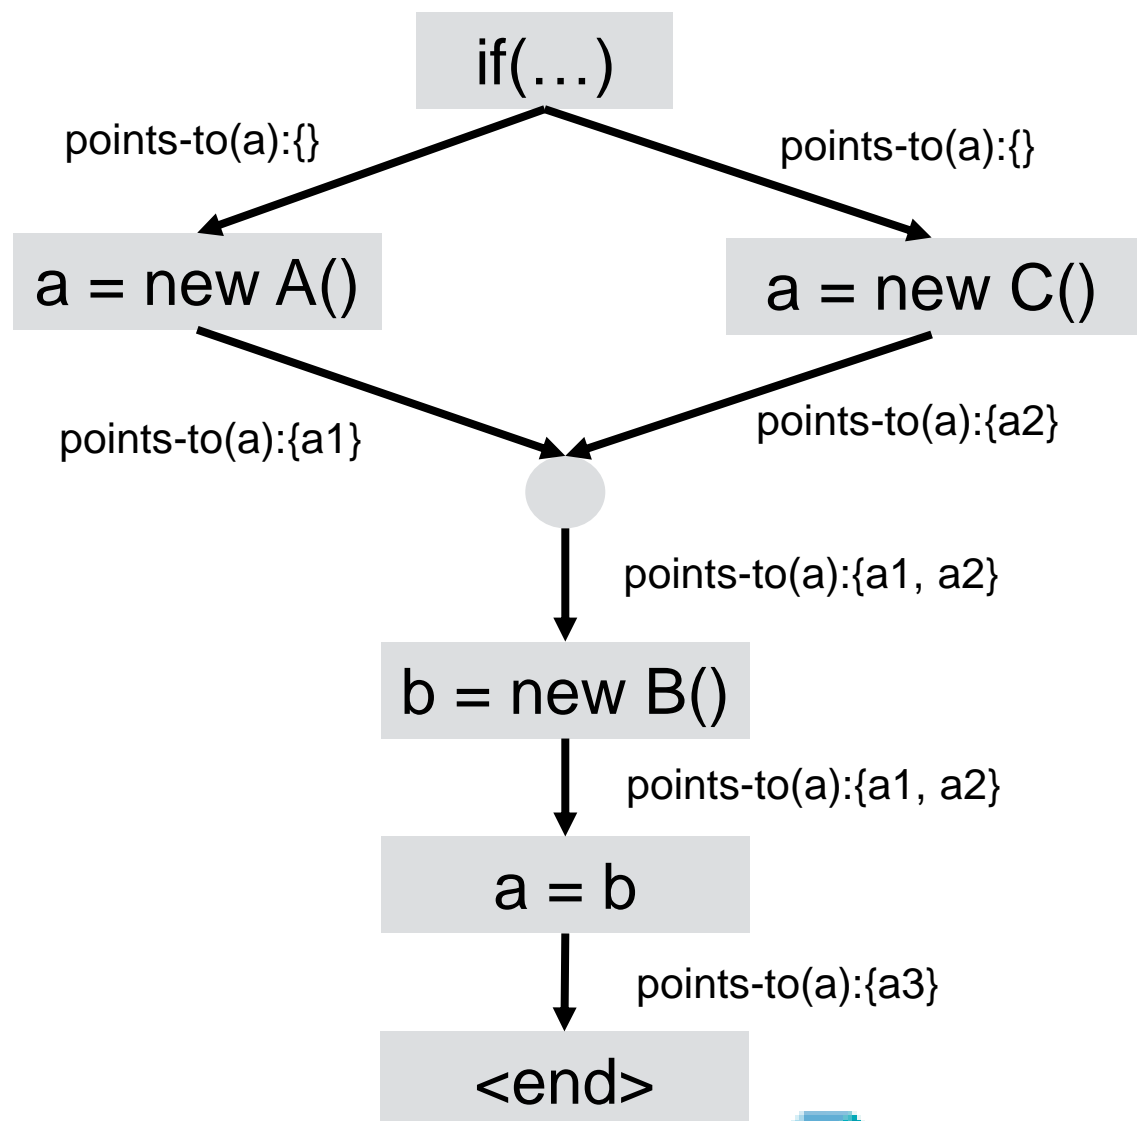 if(…)
points-to(a):{}
points-to(a):{}
a = new A()
a = new C()
points-to(a):{a1}
points-to(a):{a2}
points-to(a):{a1, a2}
b = new B()
points-to(a):{a1, a2}
a = b
points-to(a):{a3}
<end>